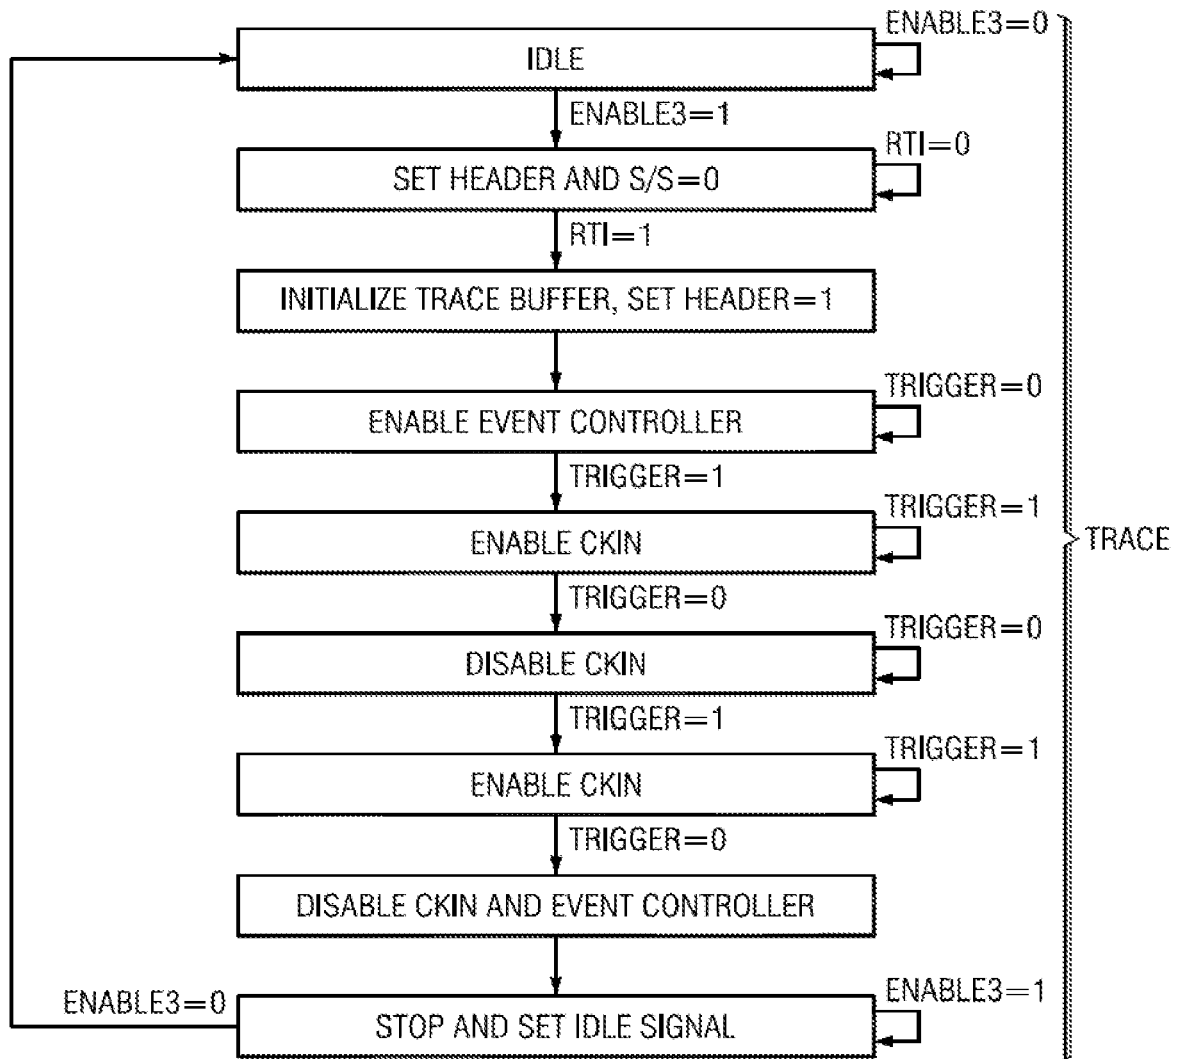 ENABLE3=0
IDLE
ENABLE3=1
RTI=0
SET HEADER AND S/S=0
RTI=1
INITIALIZE TRACE BUFFER, SET HEADER=1
TRIGGER=0
ENABLE EVENT CONTROLLER
TRIGGER=1
TRIGGER=1
ENABLE CKIN
TRACE
TRIGGER=0
TRIGGER=0
DISABLE CKIN
TRIGGER=1
TRIGGER=1
ENABLE CKIN
TRIGGER=0
DISABLE CKIN AND EVENT CONTROLLER
ENABLE3=0
ENABLE3=1
STOP AND SET IDLE SIGNAL